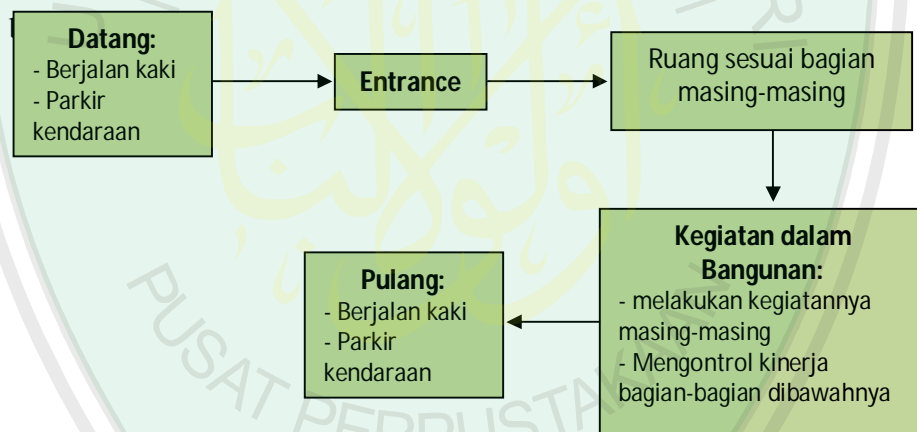 Datang:
- Berjalan kaki
- Parkir
kendaraan
Entrance
Ruang sesuai bagian
masing-masing
Kegiatan dalam
Bangunan:
- melakukan kegiatannya
masing-masing
- Mengontrol kinerja
bagian-bagian dibawahnya
Pulang:
- Berjalan kaki
- Parkir
kendaraan
PUSAT PERPUSTAKAAN